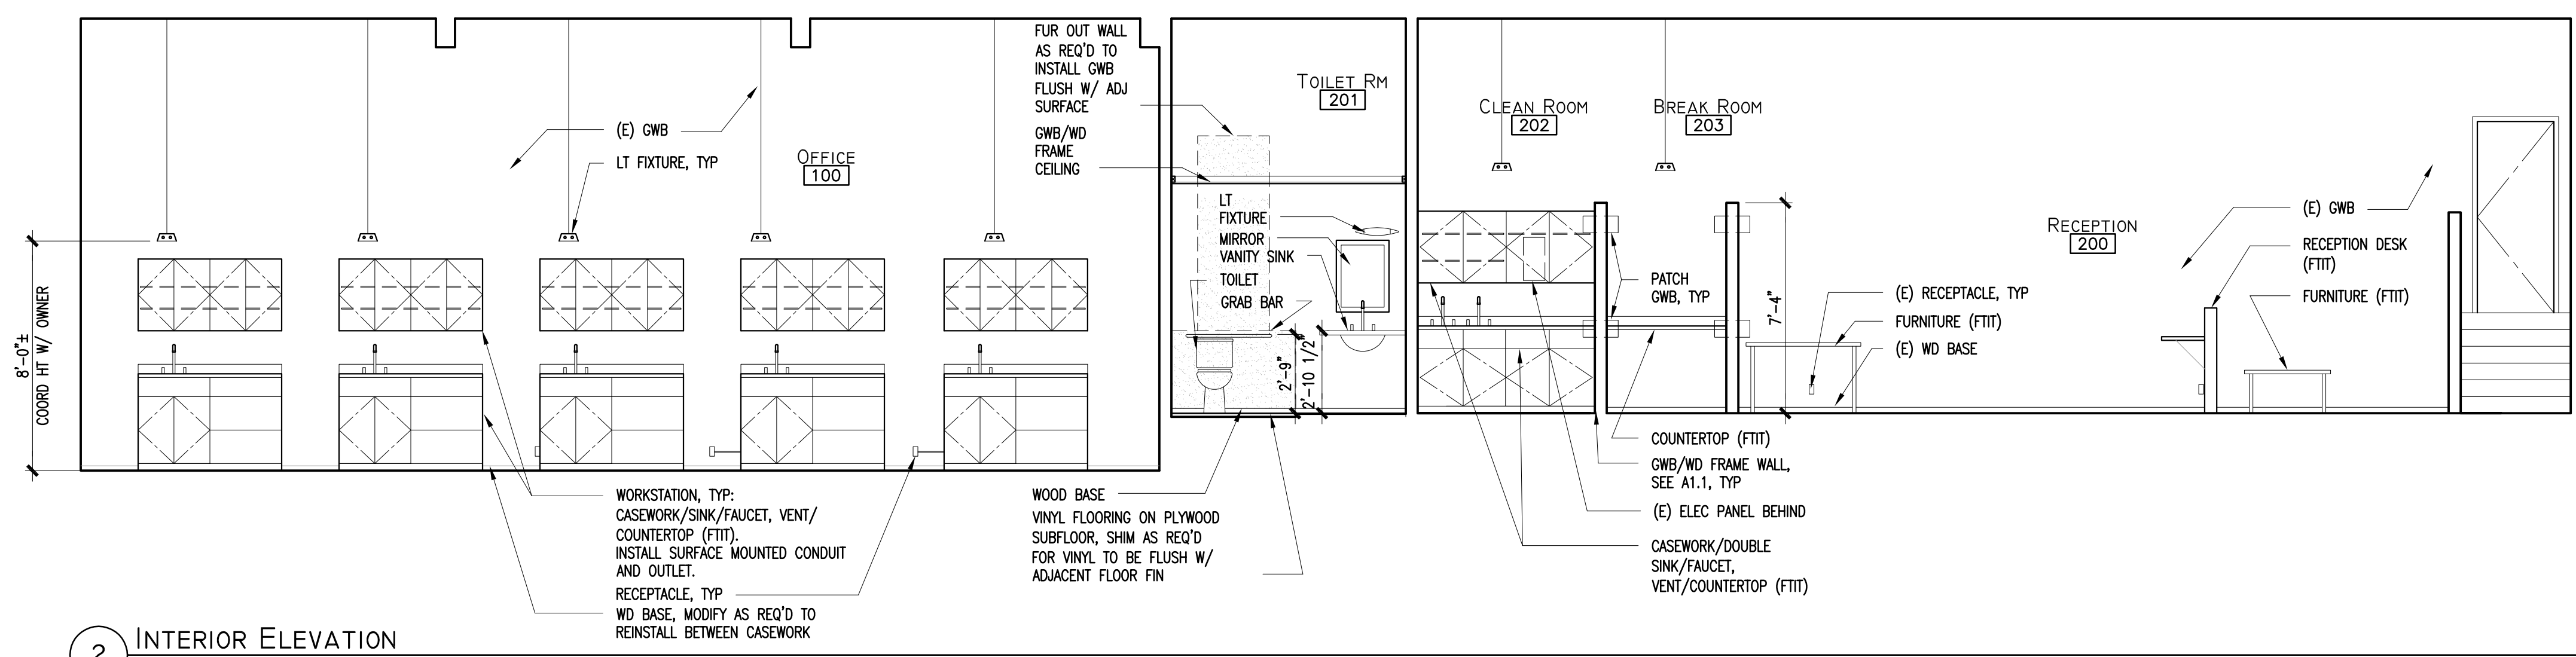 FUR OUT WALL
AS REQ'D TO
INSTALL GWB
FLUSH W/ ADJ
SURFACE
GWB/WD
FRAME
CEILING
TOILET RM
201
CLEAN ROOM
202
BREAK ROOM
203
(E) GWB
LT FIXTURE, TYP
OFFICE
100
LT
FIXTURE
MIRROR
VANITY SINK
TOILET
GRAB BAR
2'-9"
2'-10 1/2"
PATCH
GWB, TYP
7'-4"
RECEPTION
200
(E) RECEPTACLE, TYP
FURNITURE (FTIT)
(E) WD BASE
(E) GWB
RECEPTION DESK
(FTIT)
FURNITURE (FTIT)
8'-0"±
COORD HT W/ OWNER
WORKSTATION, TYP:
CASEWORK/SINK/FAUCET, VENT/
COUNTERTOP (FTIT).
INSTALL SURFACE MOUNTED CONDUIT
AND OUTLET.
RECEPTACLE, TYP
WD BASE, MODIFY AS REQ'D TO
REINSTALL BETWEEN CASEWORK
WOOD BASE
VINYL FLOORING ON PLYWOOD
SUBFLOOR, SHIM AS REQ'D
FOR VINYL TO BE FLUSH W/
ADJACENT FLOOR FIN
COUNTERTOP (FTIT)
GWB/WD FRAME WALL,
SEE A1.1, TYP
(E) ELEC PANEL BEHIND
CASEWORK/DOUBLE
SINK/FAUCET,
VENT/COUNTERTOP (FTIT)
2
INTERIOR ELEVATION